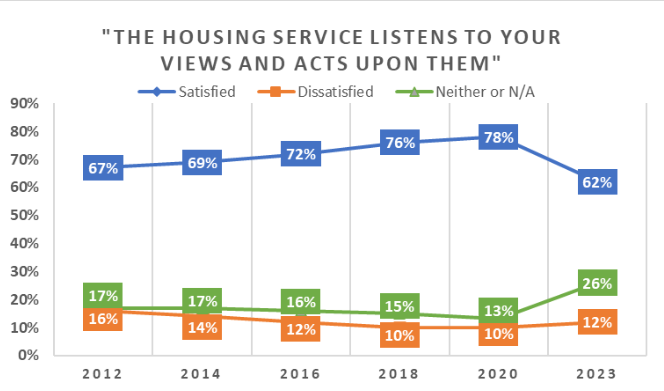 "THE HOUSING SERVICE LISTENS TO YOUR
VIEWS AND ACTS UPON THEM"
Satisfied Dissatisfied Neither or N/A
90%
80%
70%
60%
50%
40%
30%
20%
10%
0%
67% 69% 72% 76% 78% 62%
17% 17% 16% 15% 13% 26%
16% 14% 12% 10% 10% 12%
2012 2014 2016 2018 2020 2023